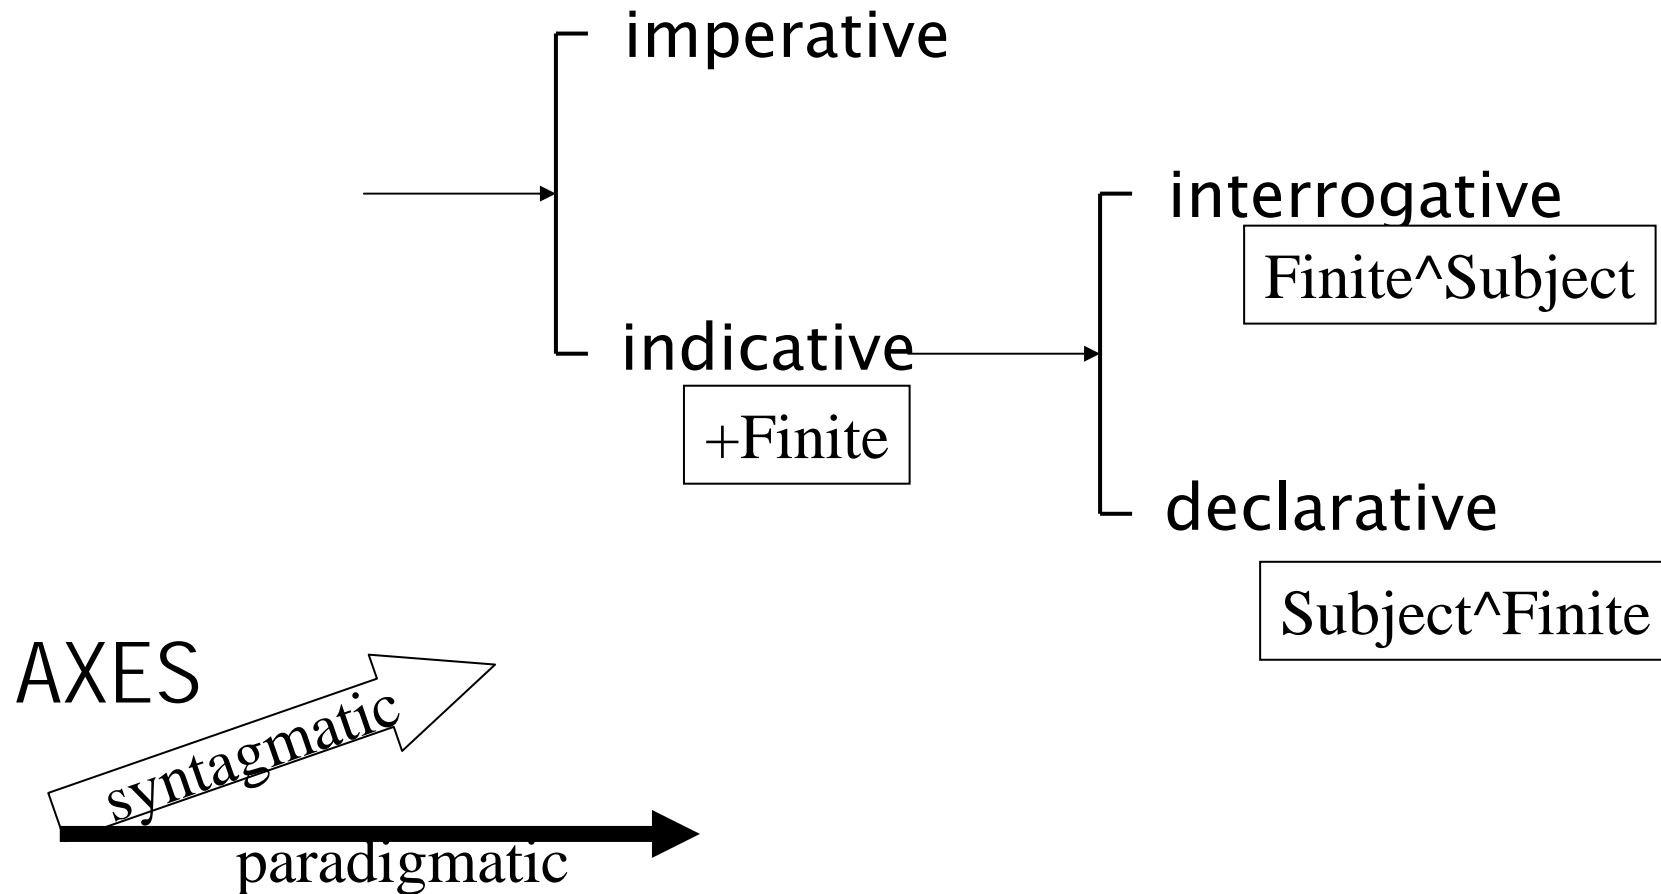 imperative
interrogative
Finite^Subject
indicative
+Finite
declarative
Subject^Finite
AXES
syntagmatic
paradigmatic